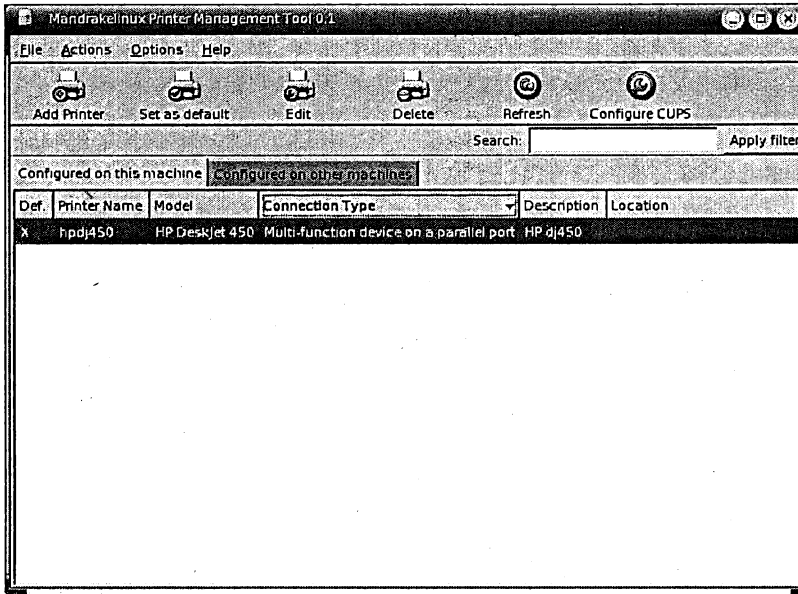 Mandrakelinux Printer Management Tool 0.1
File Actions Options Help
Add Printer Set as default Edit Delete Refresh Configure CUPS
Search: Apply filter
Configured on this machine Configured on other machines
Def. Printer Name Model Connection Type Description Location
X hpdj450 HP DeskJet 450 Multi-function device on a parallel port HP dj450